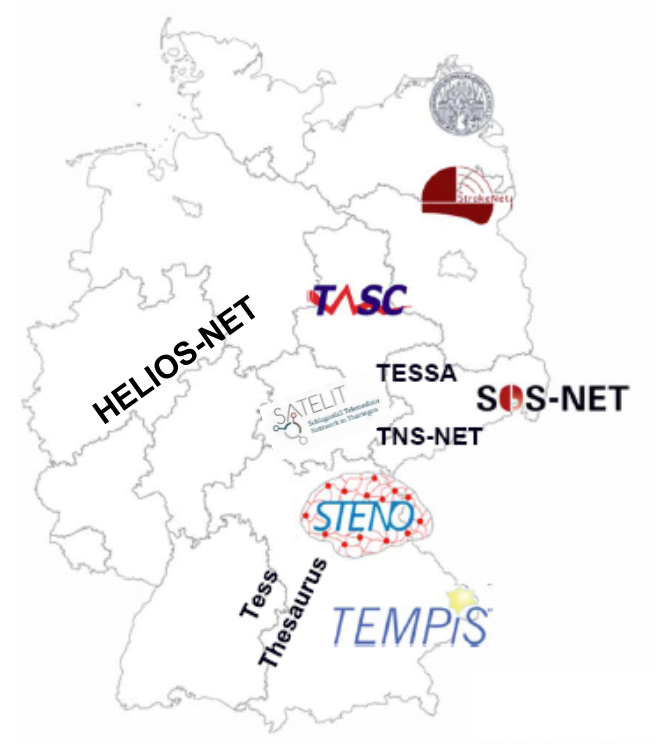 StrokeNet
TASC
HELIOS-NET
TESSA
SOS-NET
SATELIT
Schlaganfall Telemedizin
Netzwerk in Thüringen
TNS-NET
STENO
Tess
Thesaurus
TEMPiS